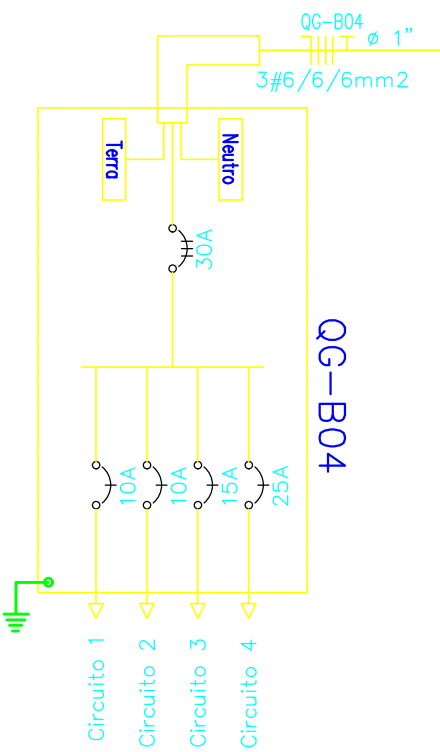 QG-B04
ø 1"
3#6/6/6mm2
Terra
Neutro
30A
QG-B04
10A
10A
15A
25A
Circuito 1
Circuito 2
Circuito 3
Circuito 4